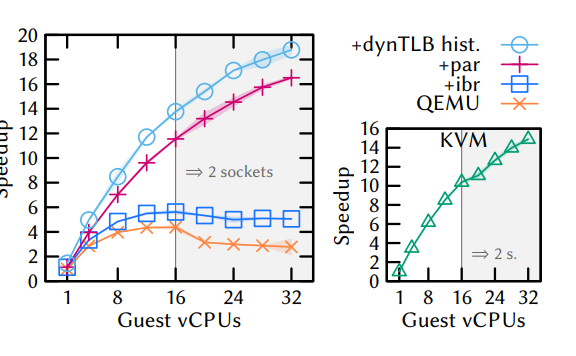 20
18
16
14
12
10
8
6
4
2
0
Speedup
⇒ 2 sockets
1 8 16 24 32
Guest vCPUs
+dynTLB hist.
+par
+ibr
QEMU
KVM
16
14
12
10
8
6
4
2
0
Speedup
⇒ 2 s.
1 8 16 24 32
Guest vCPUs